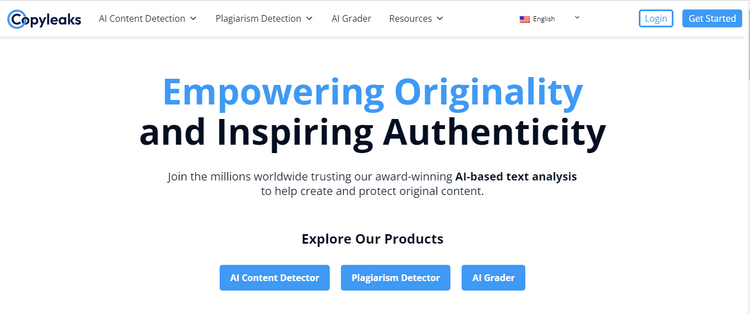 Copyleaks AI Content Detection Plagiarism Detection AI Grader Resources English Login Get Started
Empowering Originality
and Inspiring Authenticity
Join the millions worldwide trusting our award-winning AI-based text analysis
to help create and protect original content.
Explore Our Products
AI Content Detector Plagiarism Detector AI Grader